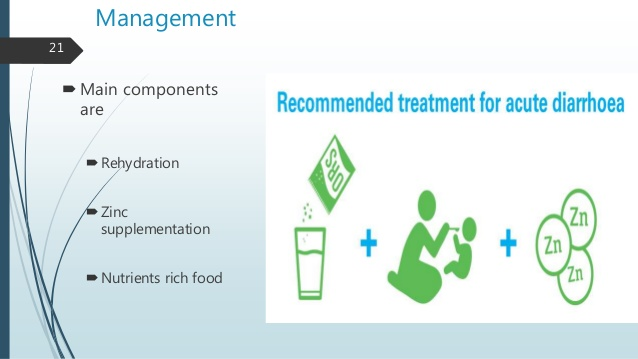 Management
21
Main components
are
Rehydration
Zinc
supplementation
Nutrients rich food
Recommended treatment for acute diarrhoea
ORS
+
+
Zn
Zn
Zn